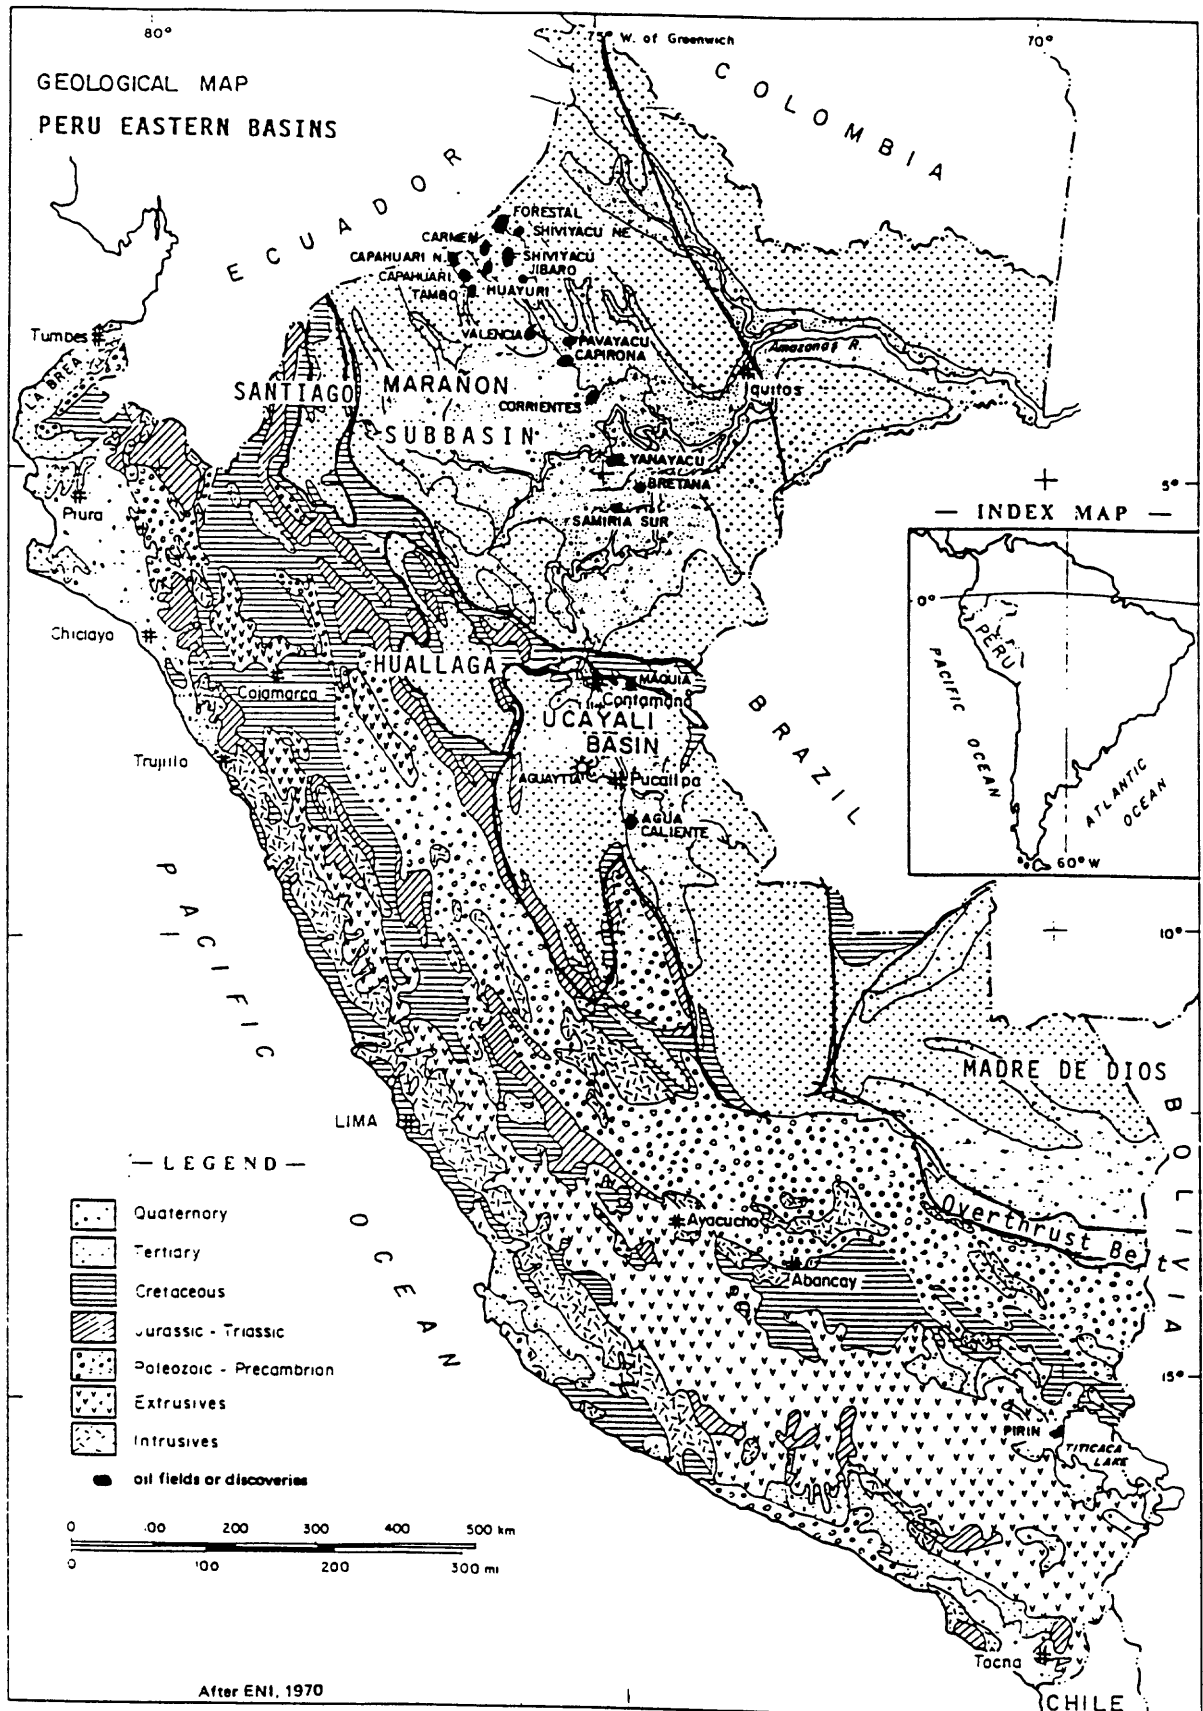 80°
75° W. of Greenwich
70°
GEOLOGICAL MAP
PERU EASTERN BASINS
COLOMBIA
ECUADOR
FORESTAL
SHIVIYACU NE
CARMEN
CAPAHUARI N.
SHIVIYACU
JIBARO
CAPAHUARI
HUAYURI
TAMBO
Tumbes
VALENCIA
PAVAYACU
CAPIRONA
Amazonas R.
LA BREA
SANTIAGO
MARAÑON
SUBBASIN
Iquitos
CORRIENTES
YANAYACU
BRETANA
5°
Piura
SAMIRIA SUR
— INDEX MAP —
0°
PERU
PACIFIC
OCEAN
ATLANTIC
OCEAN
60° W
Chiclayo
HUALLAGA
MAQUIA
Contamana
Cajamarca
UCAYALI
BASIN
BRAZIL
Trujillo
AGUAYTIA
Pucallpa
AGUA
CALIENTE
10°
PACIFIC
OCEAN
MADRE DE DIOS
BOLIVIA
LIMA
Ayacucho
Overthrust Be
Abancay
15°
PIRIN
TITICACA
LAKE
— LEGEND —
Quaternary
Tertiary
Cretaceous
Jurassic - Triassic
Paleozoic - Precambrian
Extrusives
Intrusives
oil fields or discoveries
0 100 200 300 400 500 km
0 100 200 300 mi
Tacna
After ENI, 1970
CHILE